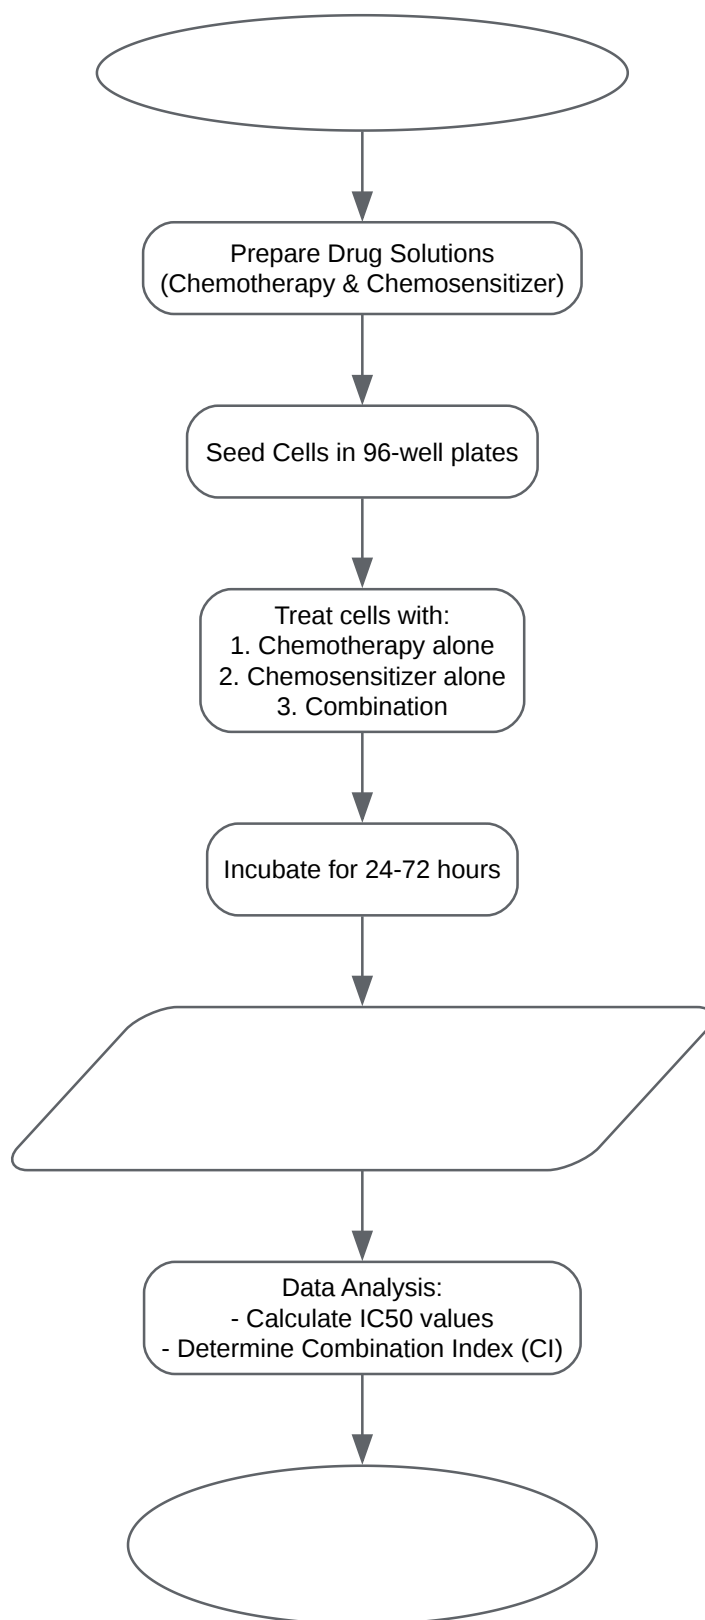 Prepare Drug Solutions
(Chemotherapy & Chemosensitizer)
Seed Cells in 96-well plates
Treat cells with:
1. Chemotherapy alone
2. Chemosensitizer alone
3. Combination
Incubate for 24-72 hours
Data Analysis:
- Calculate IC50 values
- Determine Combination Index (CI)